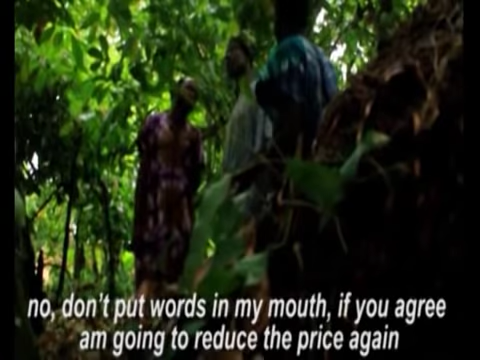 no, don't put words in my mouth, if you agree
am going to reduce the price again